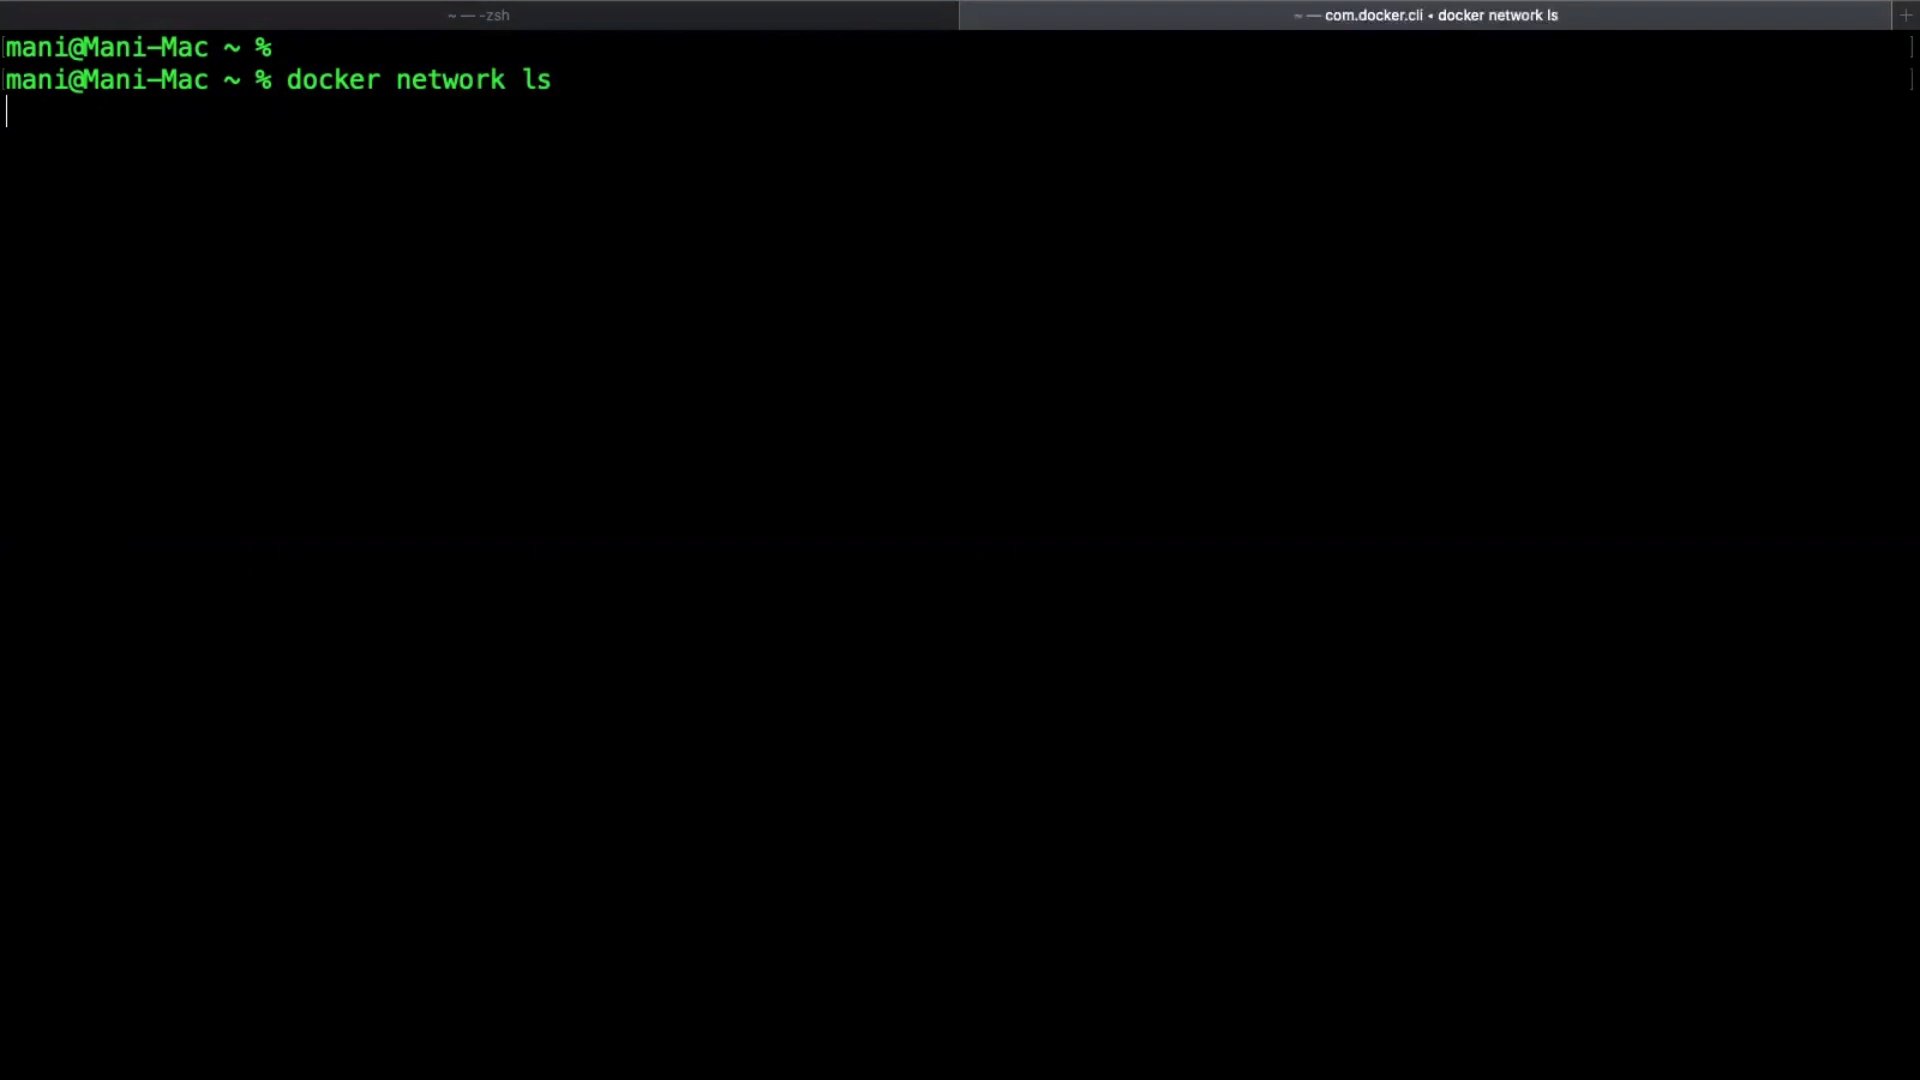 ~ — -zsh
~ — com.docker.cli • docker network ls
+
[mani@Mani-Mac ~ % ]
[mani@Mani-Mac ~ % docker network ls ]